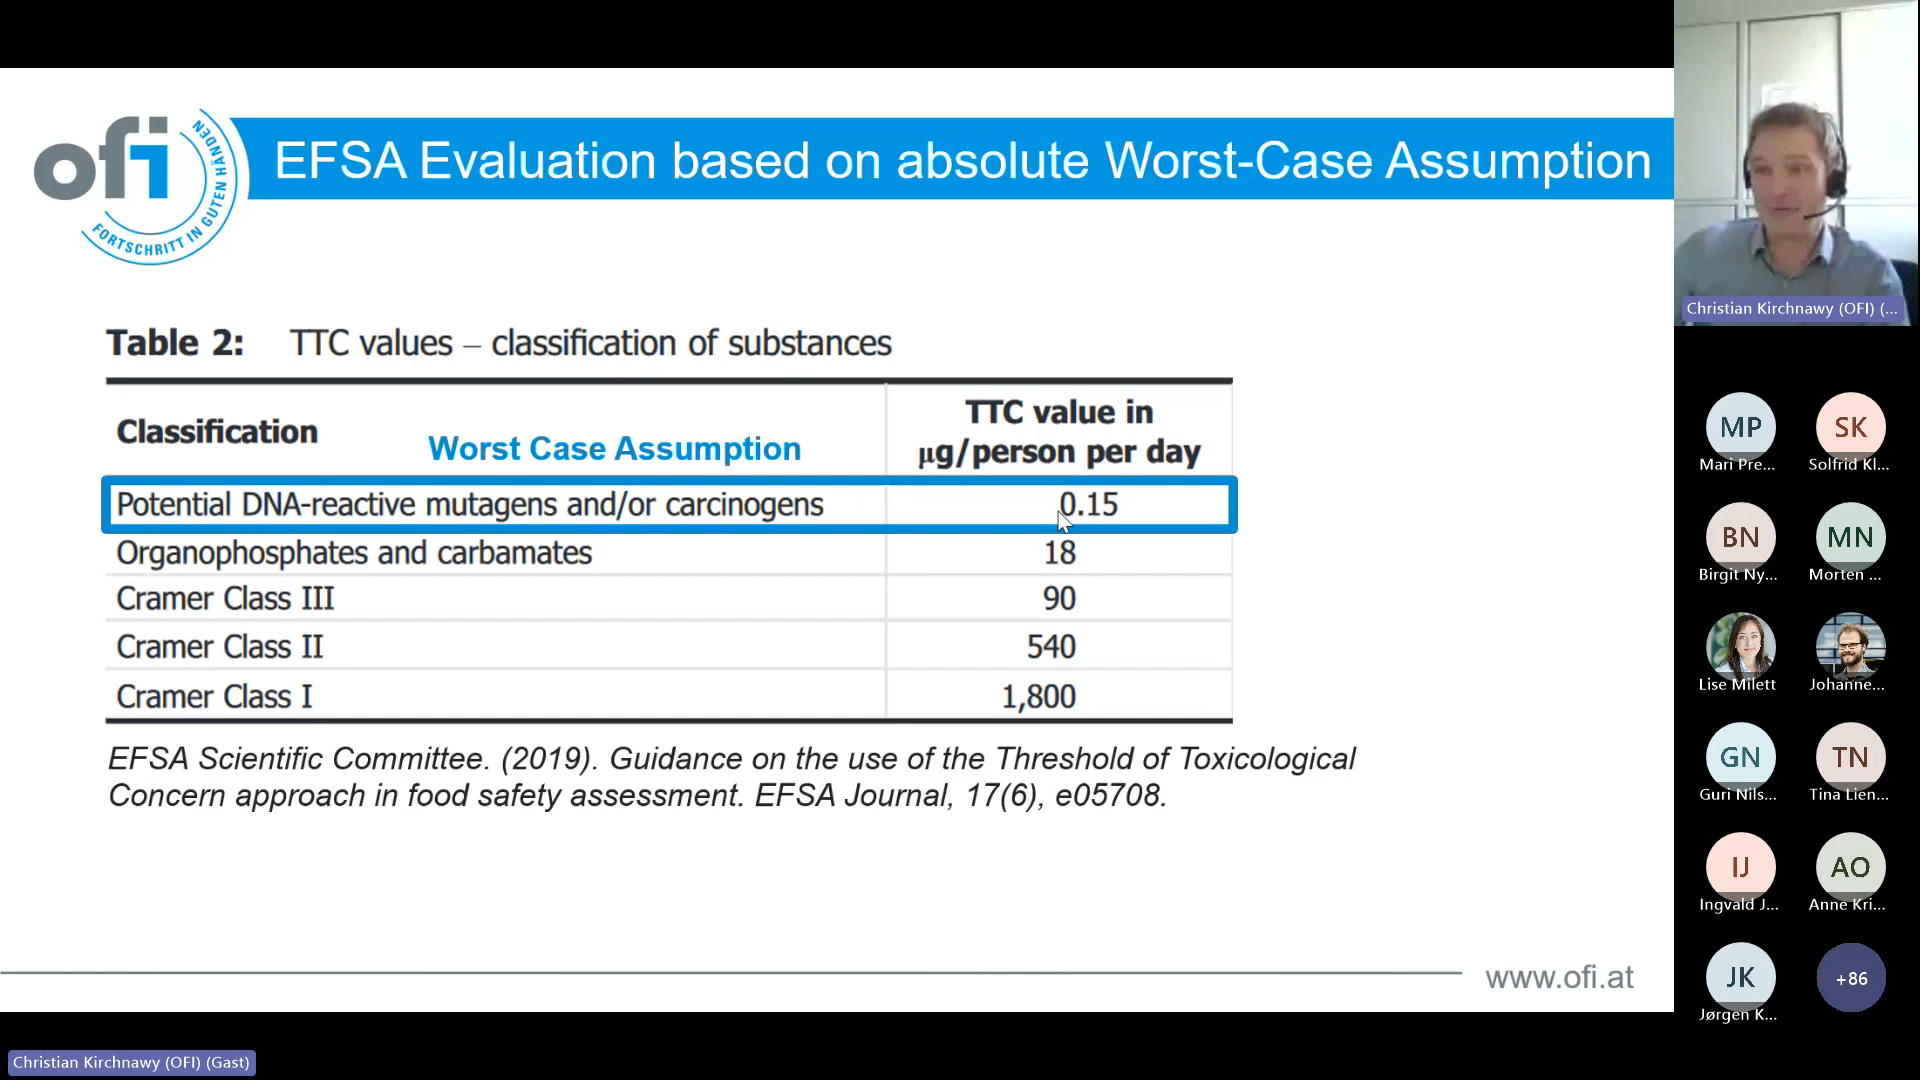 ofi
FORTSCHRITT IN GUTEN HÄNDEN
EFSA Evaluation based on absolute Worst-Case Assumption
Table 2: TTC values – classification of substances
Classification
Worst Case Assumption
TTC value in
μg/person per day
Potential DNA-reactive mutagens and/or carcinogens 0.15
Organophosphates and carbamates 18
Cramer Class III 90
Cramer Class II 540
Cramer Class I 1,800
EFSA Scientific Committee. (2019). Guidance on the use of the Threshold of Toxicological
Concern approach in food safety assessment. EFSA Journal, 17(6), e05708.
www.ofi.at
Christian Kirchnawy (OFI) (Gast)
Christian Kirchnawy (OFI) (...
MP SK
Mari Pre... Solfrid Kl...
BN MN
Birgit Ny... Morten ...
Lise Milett Johanne...
GN TN
Guri Nils... Tina Lien...
IJ AO
Ingvald J... Anne Kri...
JK +86
Jørgen K...